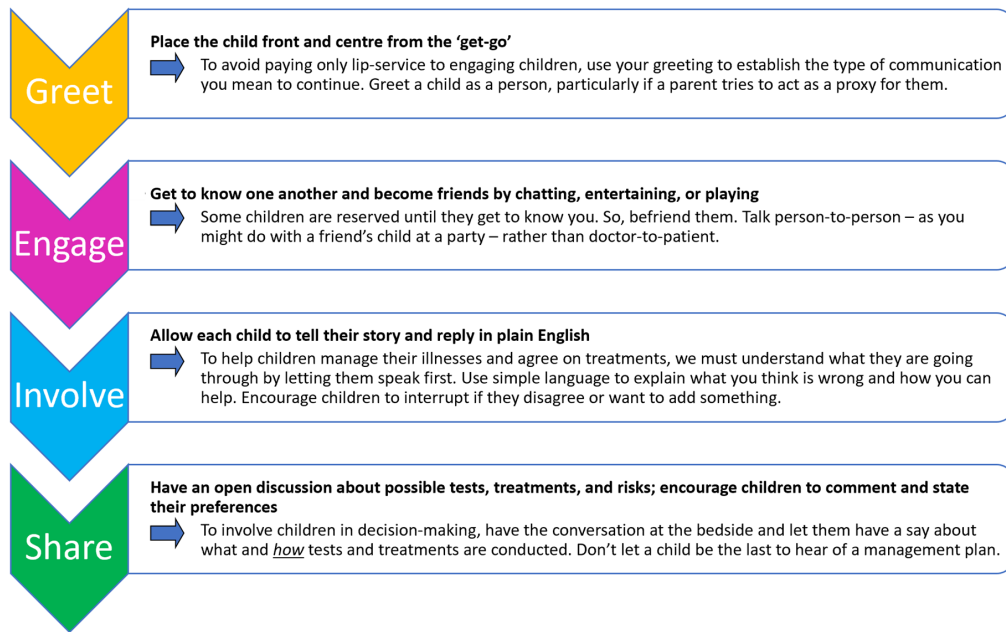 Greet
Place the child front and centre from the ‘get-go’
To avoid paying only lip-service to engaging children, use your greeting to establish the type of communication
you mean to continue. Greet a child as a person, particularly if a parent tries to act as a proxy for them.
Engage
Get to know one another and become friends by chatting, entertaining, or playing
Some children are reserved until they get to know you. So, befriend them. Talk person-to-person – as you
might do with a friend’s child at a party – rather than doctor-to-patient.
Involve
Allow each child to tell their story and reply in plain English
To help children manage their illnesses and agree on treatments, we must understand what they are going
through by letting them speak first. Use simple language to explain what you think is wrong and how you can
help. Encourage children to interrupt if they disagree or want to add something.
Share
Have an open discussion about possible tests, treatments, and risks; encourage children to comment and state
their preferences
To involve children in decision-making, have the conversation at the bedside and let them have a say about
what and how tests and treatments are conducted. Don’t let a child be the last to hear of a management plan.